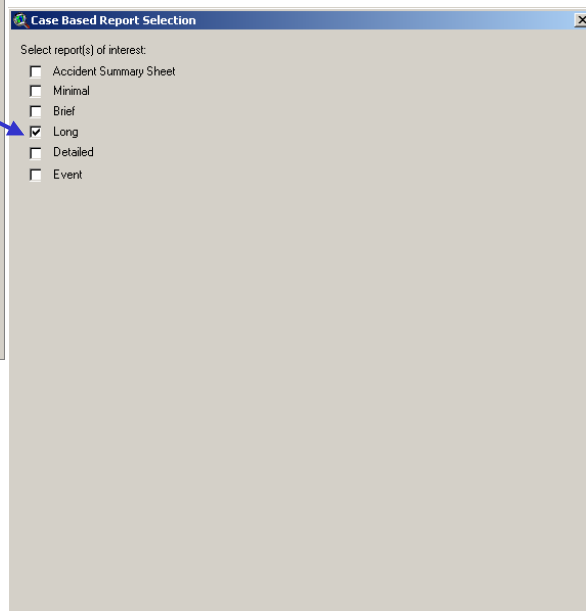 Case Based Report Selection
Select report(s) of interest:
Accident Summary Sheet
Minimal
Brief
Long
Detailed
Event